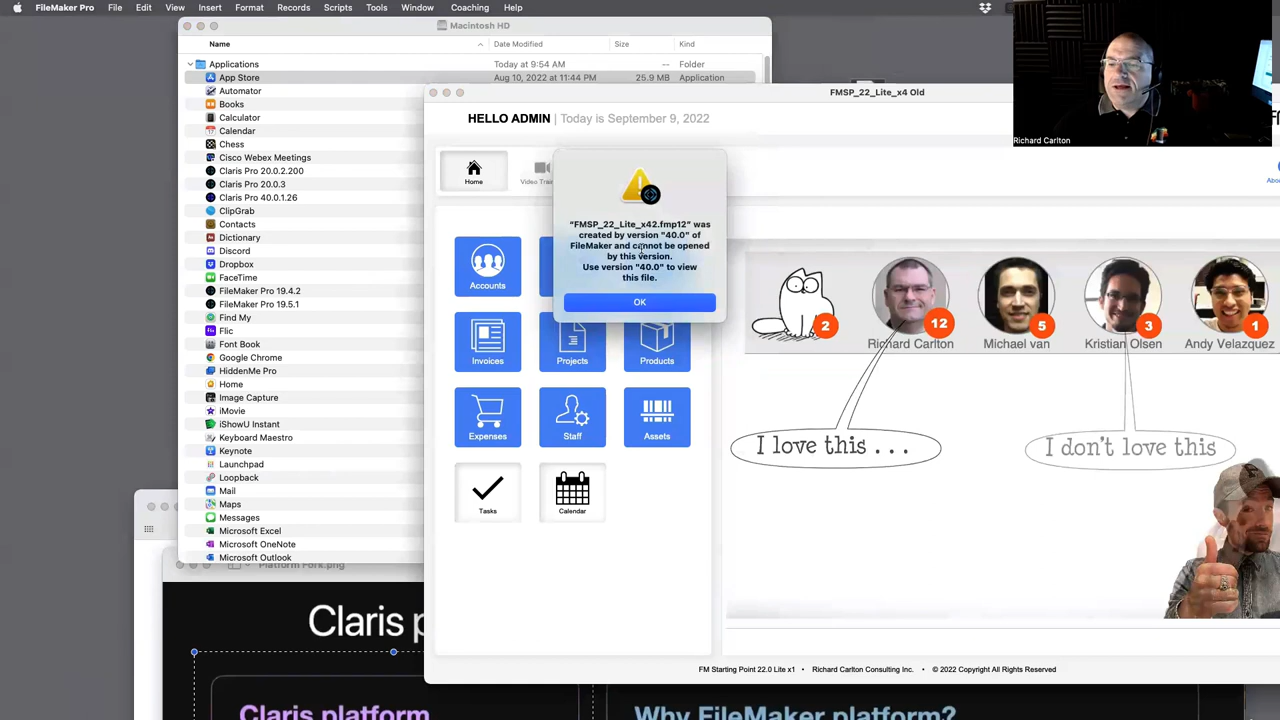 FileMaker Pro File Edit View Insert Format Records Scripts Tools Window Coaching Help
Macintosh HD
Name Date Modified Size Kind
Applications Today at 9:54 AM -- Folder
App Store Aug 10, 2022 at 11:44 PM 25.9 MB Application
Automator
Books
Calculator
Calendar
Chess
Cisco Webex Meetings
Claris Pro 20.0.2.200
Claris Pro 20.0.3
Claris Pro 40.0.1.26
ClipGrab
Contacts
Dictionary
Discord
Dropbox
FaceTime
FileMaker Pro 19.4.2
FileMaker Pro 19.5.1
Find My
Flic
Font Book
Google Chrome
HiddenMe Pro
Home
Image Capture
iMovie
iShowU Instant
Keyboard Maestro
Keynote
Launchpad
Loopback
Mail
Maps
Messages
Microsoft Excel
Microsoft OneNote
Microsoft Outlook
Platform Fork.png
Claris p
Claris platform
Why FileMaker platform?
FMSP_22_Lite_x4 Old
Richard Carlton
HELLO ADMIN | Today is September 9, 2022
Home
Video Trai
"FMSP_22_Lite_x42.fmp12" was
created by version "40.0" of
FileMaker and cannot be opened
by this version.
Use version "40.0" to view
this file.
OK
Accounts
Invoices Projects Products
Expenses Staff Assets
Tasks Calendar
2 12 5 3 1
Richard Carlton Michael van Kristian Olsen Andy Velazquez
I love this . . .
I don't love this
FM Starting Point 22.0 Lite x1 • Richard Carlton Consulting Inc. • © 2022 Copyright All Rights Reserved